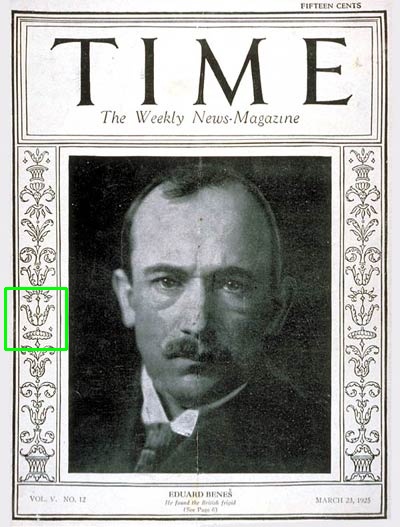 FIFTEEN CENTS
TIME
The Weekly News-Magazine
VOL. V. NO. 12
EDUARD BENEŠ
MARCH 23, 1925
He found the British frigid
(See Page 6)